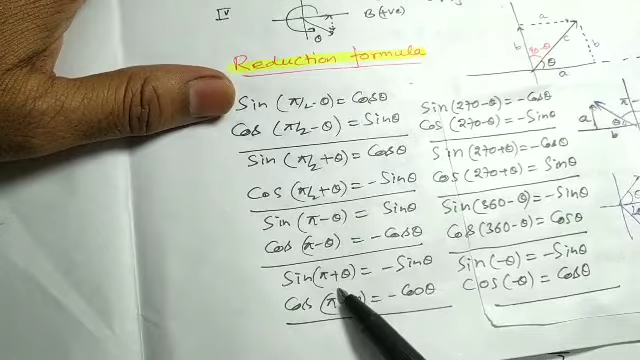 IV
B(+ve)
θ
a
b
c
b
90-θ
θ
a
Reduction formula
Sin (π/2 - θ) = Cosθ
Cos (π/2 - θ) = Sinθ
Sin (π/2 + θ) = Cosθ
Cos (π/2 + θ) = - Sinθ
Sin (π - θ) = Sinθ
Cos (π - θ) = - Cosθ
Sin (π + θ) = - Sinθ
Cos (π = - Cosθ
Sin (270 - θ) = - Cosθ
Cos (270 - θ) = - Sinθ
Sin (270 + θ) = - Cosθ
Cos (270 + θ) = Sinθ
Sin (360 - θ) = - Sinθ
Cos (360 - θ) = Cosθ
Sin (-θ) = - Sinθ
Cos (-θ) = Cosθ
a
θ
b
π